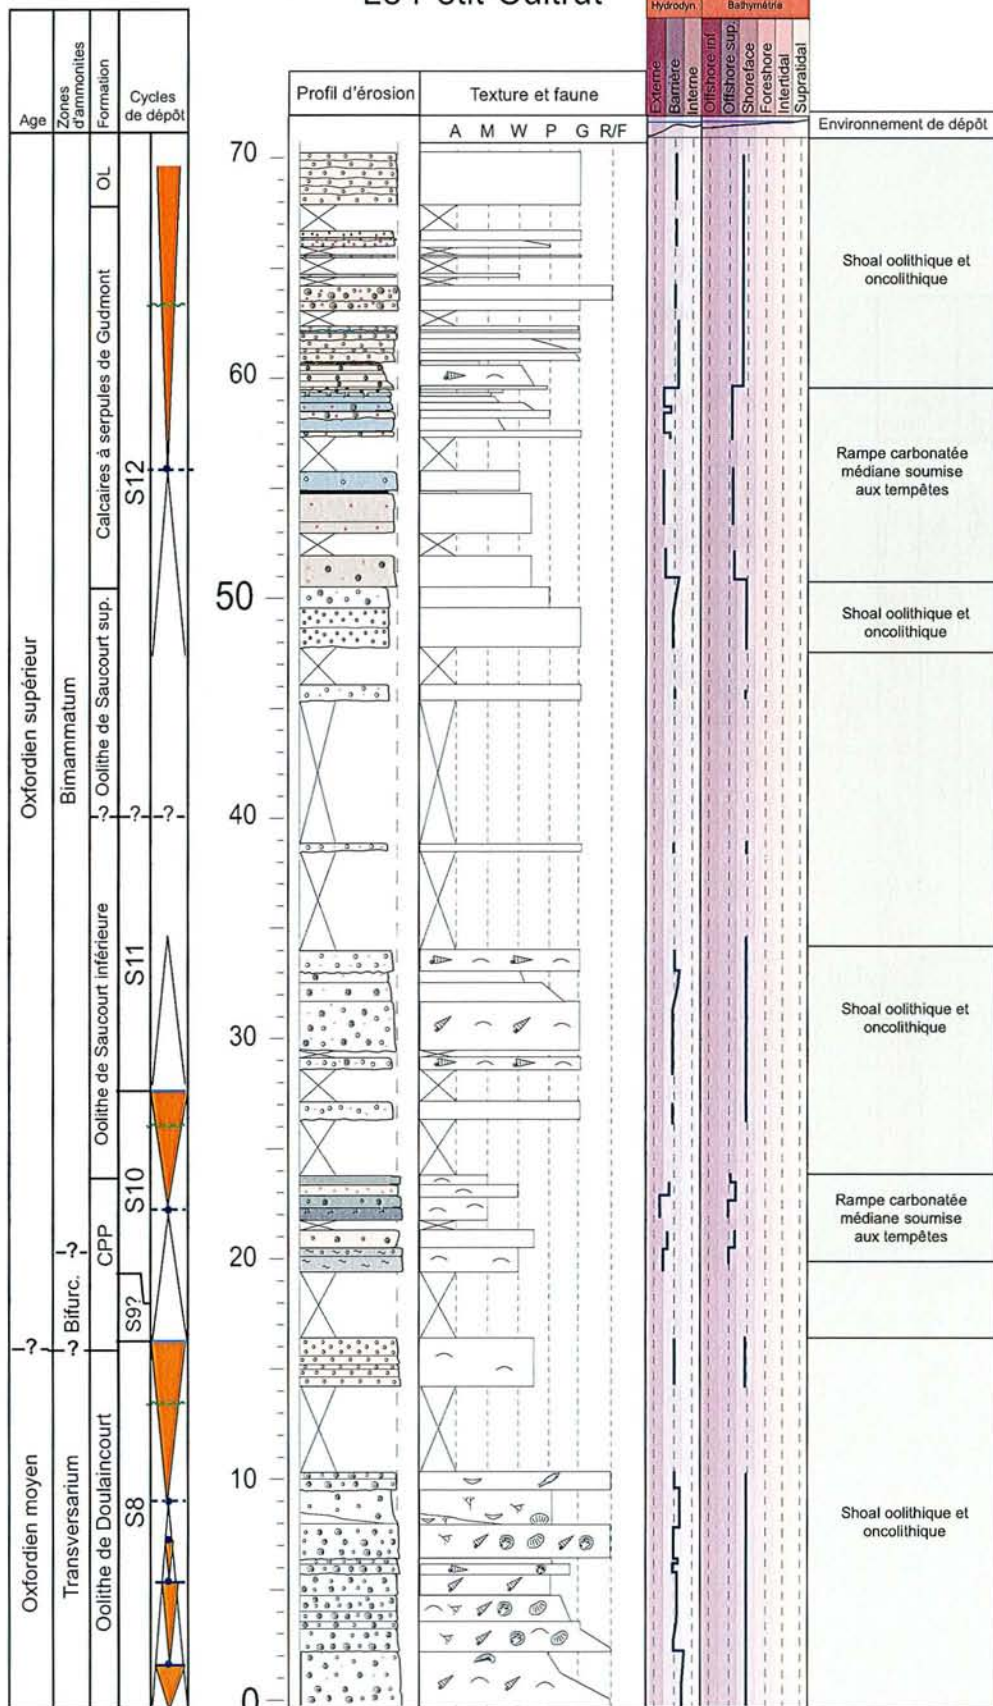 Hydrodyn.
Bathymétrie
Age
Zones
d'ammonites
Formation
Cycles
de dépôt
Profil d'érosion
Texture et faune
A M W P G R/F
Externe
Barrière
Interne
Offshore inf.
Offshore sup.
Shoreface
Foreshore
Intertidal
Supratidal
Environnement de dépôt
Oxfordien supérieur
-?-
Oxfordien moyen
Bimammatum
-?-
Bifurc.
-?-
Transversarium
OL
Calcaires à serpules de Gudmont
Oolithe de Saucourt sup.
-?-
Oolithe de Saucourt inférieure
CPP
Oolithe de Doulaincourt
S12
-?-
-?-
S11
S10
S9?
S8
70
60
50
40
30
20
10
0
Shoal oolithique et
oncolithique
Rampe carbonatée
médiane soumise
aux tempêtes
Shoal oolithique et
oncolithique
Shoal oolithique et
oncolithique
Rampe carbonatée
médiane soumise
aux tempêtes
Shoal oolithique et
oncolithique